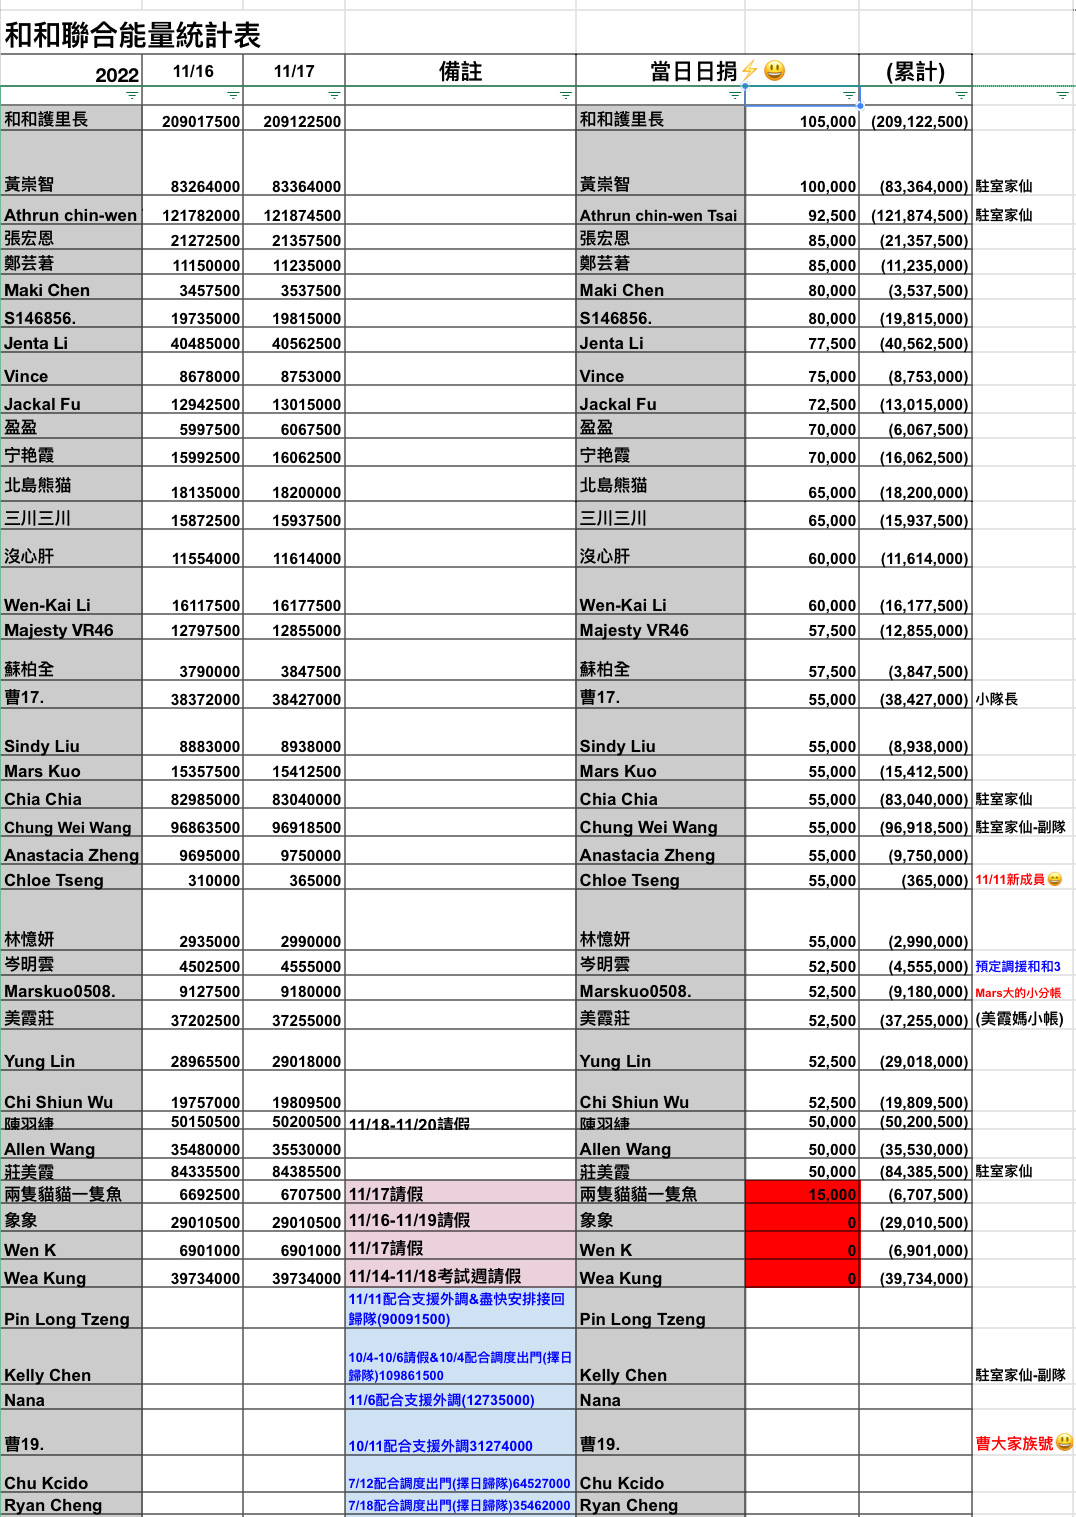 和和聯合能量統計表
2022 11/16 11/17 備註 當日日捐⚡😃 (累計)
和和護里長 209017500 209122500 和和護里長 105,000 (209,122,500)
黃崇智 83264000 83364000 黃崇智 100,000 (83,364,000) 駐室家仙
Athrun chin-wen 121782000 121874500 Athrun chin-wen Tsai 92,500 (121,874,500) 駐室家仙
張宏恩 21272500 21357500 張宏恩 85,000 (21,357,500)
鄭芸莙 11150000 11235000 鄭芸莙 85,000 (11,235,000)
Maki Chen 3457500 3537500 Maki Chen 80,000 (3,537,500)
S146856. 19735000 19815000 S146856. 80,000 (19,815,000)
Jenta Li 40485000 40562500 Jenta Li 77,500 (40,562,500)
Vince 8678000 8753000 Vince 75,000 (8,753,000)
Jackal Fu 12942500 13015000 Jackal Fu 72,500 (13,015,000)
盈盈 5997500 6067500 盈盈 70,000 (6,067,500)
宁艳霞 15992500 16062500 宁艳霞 70,000 (16,062,500)
北島熊猫 18135000 18200000 北島熊猫 65,000 (18,200,000)
三川三川 15872500 15937500 三川三川 65,000 (15,937,500)
沒心肝 11554000 11614000 沒心肝 60,000 (11,614,000)
Wen-Kai Li 16117500 16177500 Wen-Kai Li 60,000 (16,177,500)
Majesty VR46 12797500 12855000 Majesty VR46 57,500 (12,855,000)
蘇柏全 3790000 3847500 蘇柏全 57,500 (3,847,500)
曹17. 38372000 38427000 曹17. 55,000 (38,427,000) 小隊長
Sindy Liu 8883000 8938000 Sindy Liu 55,000 (8,938,000)
Mars Kuo 15357500 15412500 Mars Kuo 55,000 (15,412,500)
Chia Chia 82985000 83040000 Chia Chia 55,000 (83,040,000) 駐室家仙
Chung Wei Wang 96863500 96918500 Chung Wei Wang 55,000 (96,918,500) 駐室家仙-副隊
Anastacia Zheng 9695000 9750000 Anastacia Zheng 55,000 (9,750,000)
Chloe Tseng 310000 365000 Chloe Tseng 55,000 (365,000) 11/11新成員😄
林憶妍 2935000 2990000 林憶妍 55,000 (2,990,000)
岑明雲 4502500 4555000 岑明雲 52,500 (4,555,000) 預定調援和和3
Marskuo0508. 9127500 9180000 Marskuo0508. 52,500 (9,180,000) Mars大的小分帳
美霞莊 37202500 37255000 美霞莊 52,500 (37,255,000) (美霞媽小帳)
Yung Lin 28965500 29018000 Yung Lin 52,500 (29,018,000)
Chi Shiun Wu 19757000 19809500 Chi Shiun Wu 52,500 (19,809,500)
陳羽緁 50150500 50200500 11/18-11/20請假 陳羽緁 50,000 (50,200,500)
Allen Wang 35480000 35530000 Allen Wang 50,000 (35,530,000)
莊美霞 84335500 84385500 莊美霞 50,000 (84,385,500) 駐室家仙
兩隻貓貓一隻魚 6692500 6707500 11/17請假 兩隻貓貓一隻魚 15,000 (6,707,500)
象象 29010500 29010500 11/16-11/19請假 象象 0 (29,010,500)
Wen K 6901000 6901000 11/17請假 Wen K 0 (6,901,000)
Wea Kung 39734000 39734000 11/14-11/18考試週請假 Wea Kung 0 (39,734,000)
11/11配合支援外調&盡快安排接回
Pin Long Tzeng 歸隊(90091500) Pin Long Tzeng
10/4-10/6請假&10/4配合調度出門(擇日
Kelly Chen 歸隊)109861500 Kelly Chen 駐室家仙-副隊
Nana 11/6配合支援外調(12735000) Nana
曹19. 10/11配合支援外調31274000 曹19. 曹大家族號😃
Chu Kcido 7/12配合調度出門(擇日歸隊)64527000 Chu Kcido
Ryan Cheng 7/18配合調度出門(擇日歸隊)35462000 Ryan Cheng